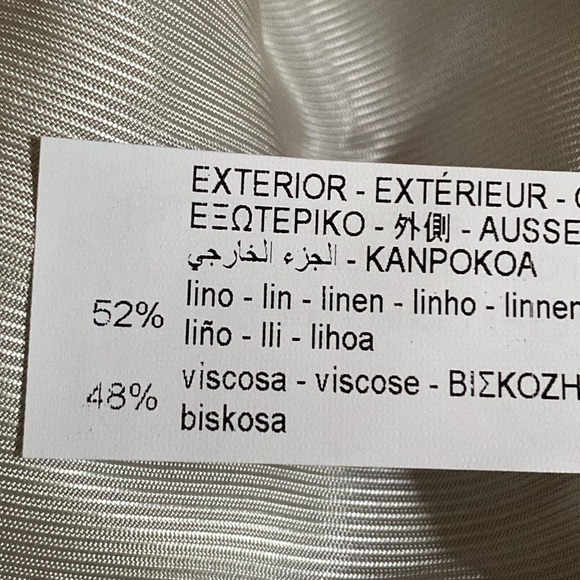 EXTERIOR - EXTÉRIEUR -
ΕΞΩΤΕΡΙΚΟ - 外側 - AUSSE
الجزء الخارجي - KANPOKOA
52% lino - lin - linen - linho - linnen
liño - lli - lihoa
48% viscosa - viscose - ΒΙΣΚΟΖΗ
biskosa